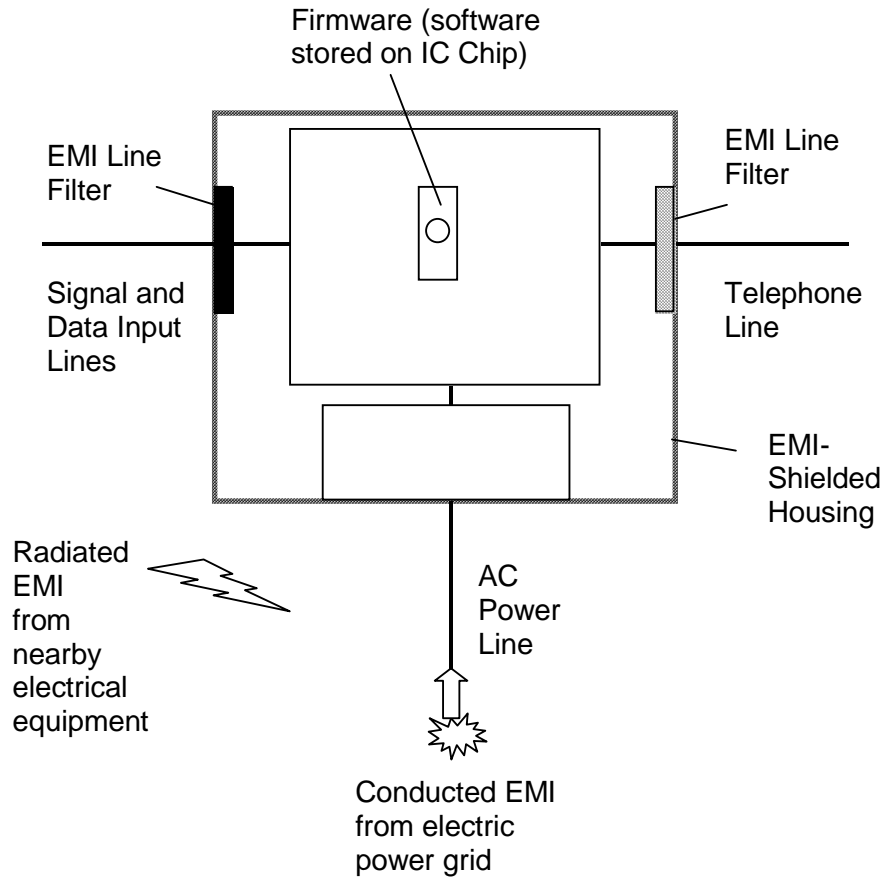 Firmware (software
stored on IC Chip)
EMI Line
Filter
EMI Line
Filter
Signal and
Data Input
Lines
Telephone
Line
EMI-
Shielded
Housing
Radiated
EMI
from
nearby
electrical
equipment
AC
Power
Line
Conducted EMI
from electric
power grid